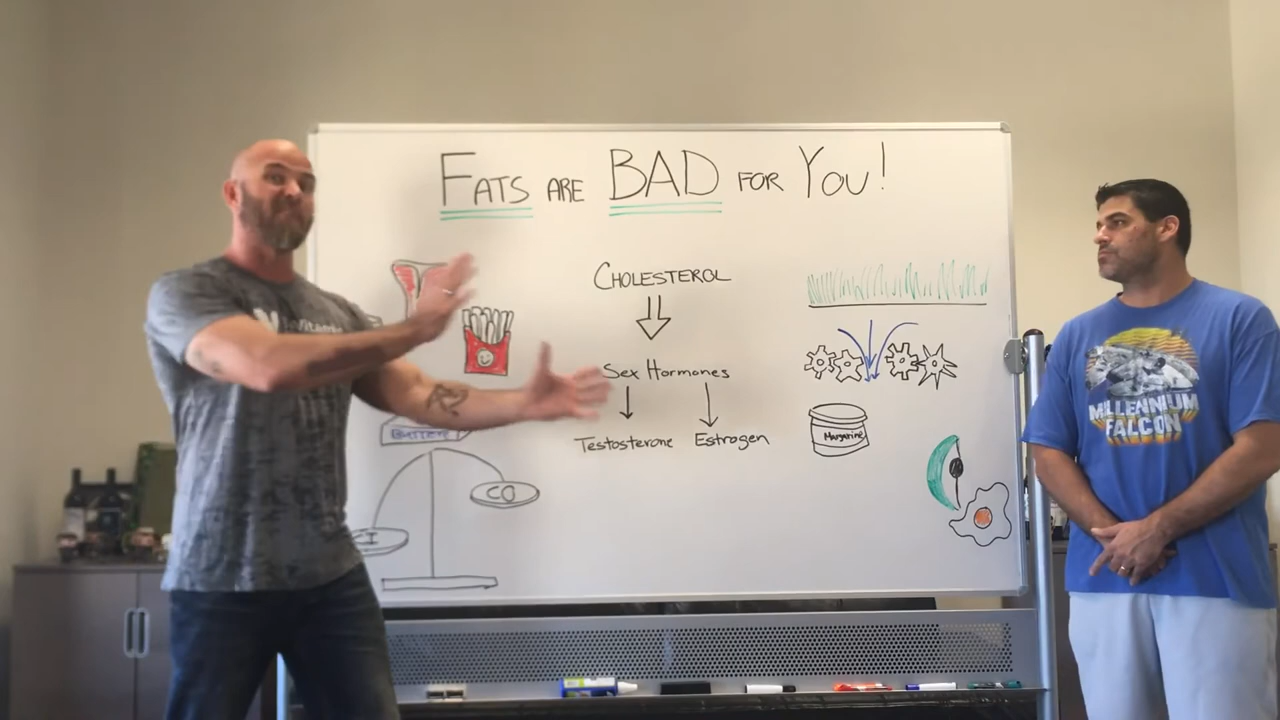 FATS ARE BAD FOR YOU!
CHOLESTEROL
Sex Hormones
Testosterone Estrogen
BUTTER
Margarine
CO
CI
MILLENNIUM
FALCON